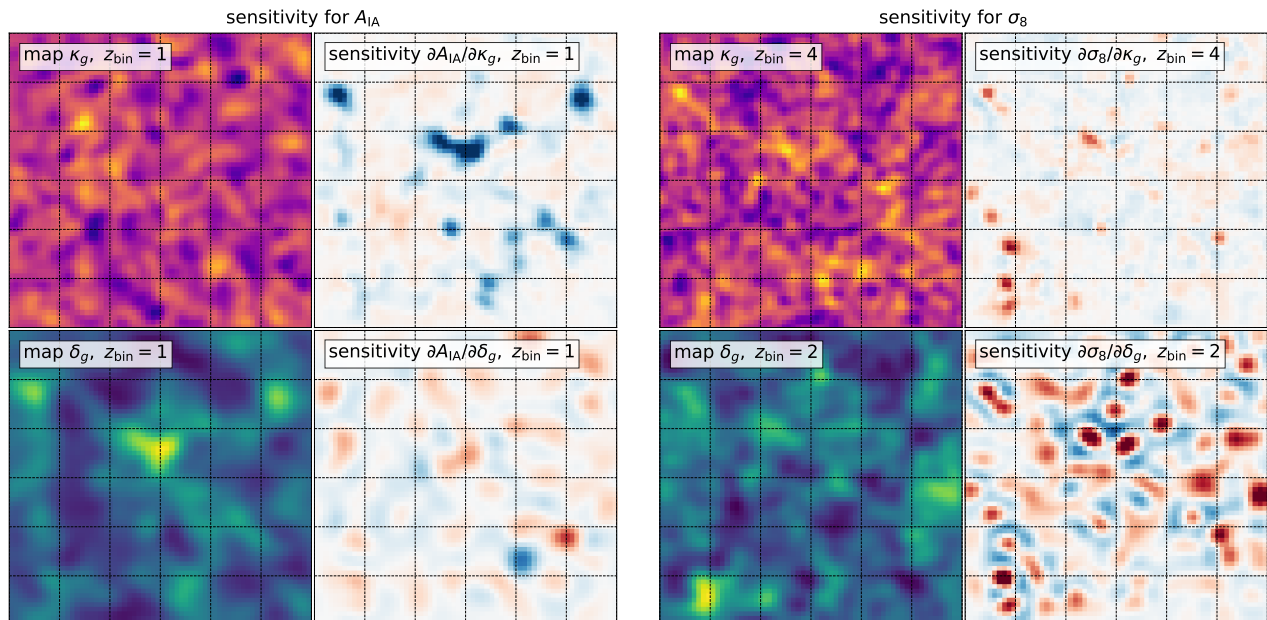 sensitivity for A_IA
sensitivity for σ_8
map κ_g, z_bin = 1
sensitivity ∂A_IA/∂κ_g, z_bin = 1
map κ_g, z_bin = 4
sensitivity ∂σ_8/∂κ_g, z_bin = 4
map δ_g, z_bin = 1
sensitivity ∂A_IA/∂δ_g, z_bin = 1
map δ_g, z_bin = 2
sensitivity ∂σ_8/∂δ_g, z_bin = 2